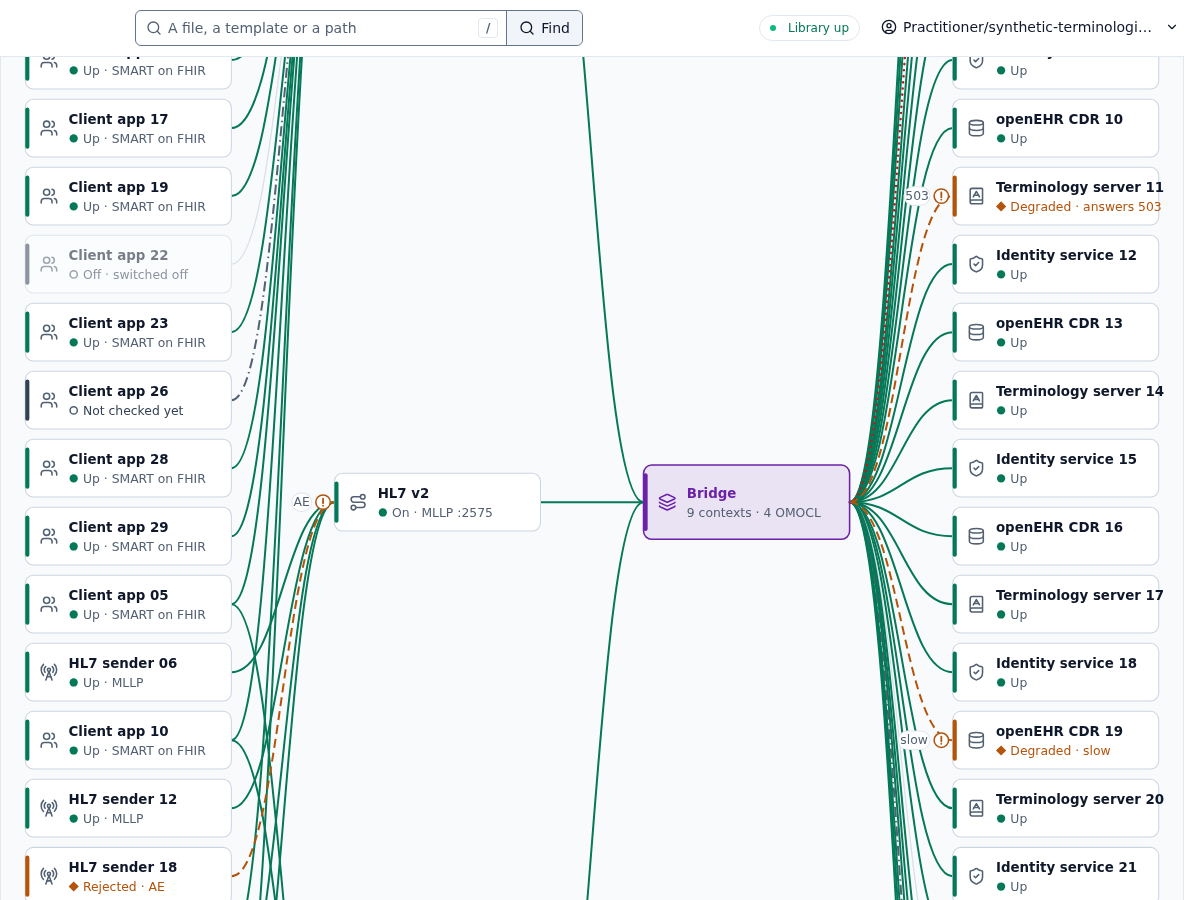 A file, a template or a path
/
Find
Library up
Practitioner/synthetic-terminologi…
Up · SMART on FHIR
Client app 17
Up · SMART on FHIR
Client app 19
Up · SMART on FHIR
Client app 22
Off · switched off
Client app 23
Up · SMART on FHIR
Client app 26
Not checked yet
Client app 28
Up · SMART on FHIR
Client app 29
Up · SMART on FHIR
Client app 05
Up · SMART on FHIR
HL7 sender 06
Up · MLLP
Client app 10
Up · SMART on FHIR
HL7 sender 12
Up · MLLP
HL7 sender 18
Rejected · AE
AE
HL7 v2
On · MLLP :2575
Bridge
9 contexts · 4 OMOCL
Up
openEHR CDR 10
Up
503
Terminology server 11
Degraded · answers 503
Identity service 12
Up
openEHR CDR 13
Up
Terminology server 14
Up
Identity service 15
Up
openEHR CDR 16
Up
Terminology server 17
Up
Identity service 18
Up
slow
openEHR CDR 19
Degraded · slow
Terminology server 20
Up
Identity service 21
Up